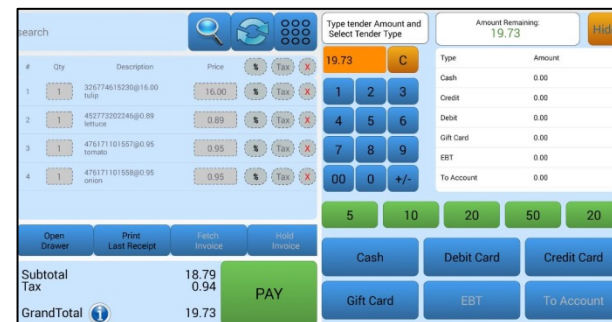 search
# Qty Description Price % Tax X
1 1 326774615230@16.00 16.00 % Tax X
tulip
2 1 452773202246@0.89 0.89 % Tax X
lettuce
3 1 476171101557@0.95 0.95 % Tax X
tomato
4 1 476171101558@0.95 0.95 % Tax X
onion
Open Drawer
Print Last Receipt
Fetch Invoice
Hold Invoice
Subtotal 18.79
Tax 0.94
GrandTotal i 19.73
PAY
Type tender Amount and
Select Tender Type
19.73 C
1 2 3
4 5 6
7 8 9
00 0 +/-
Amount Remaining:
19.73
Hide
Type Amount
Cash 0.00
Credit 0.00
Debit 0.00
Gift Card 0.00
EBT 0.00
To Account 0.00
5 10 20 50 20
Cash Debit Card Credit Card
Gift Card EBT To Account